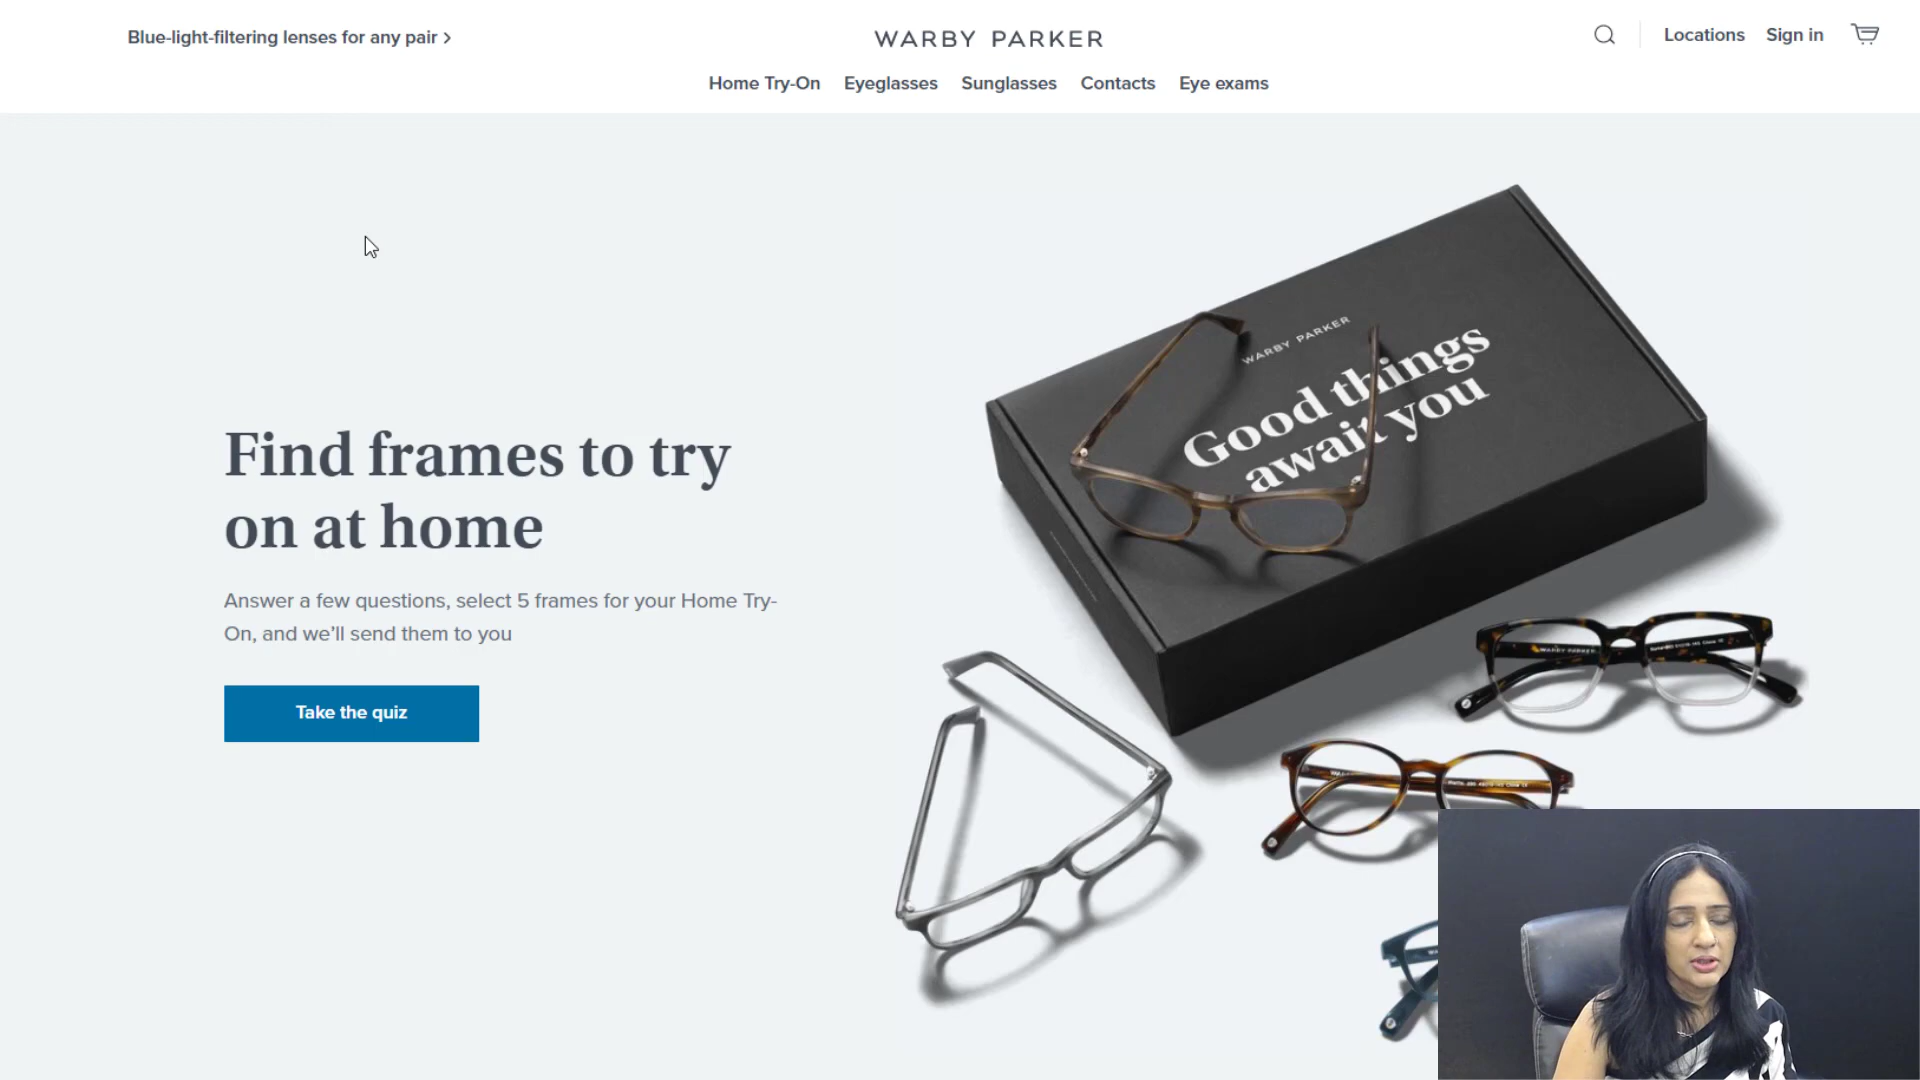 Blue-light-filtering lenses for any pair >
WARBY PARKER
Locations
Sign in
Home Try-On
Eyeglasses
Sunglasses
Contacts
Eye exams
WARBY PARKER
Good things
await you
Find frames to try
on at home
Answer a few questions, select 5 frames for your Home Try-
On, and we’ll send them to you
Take the quiz
WARBY PARKER